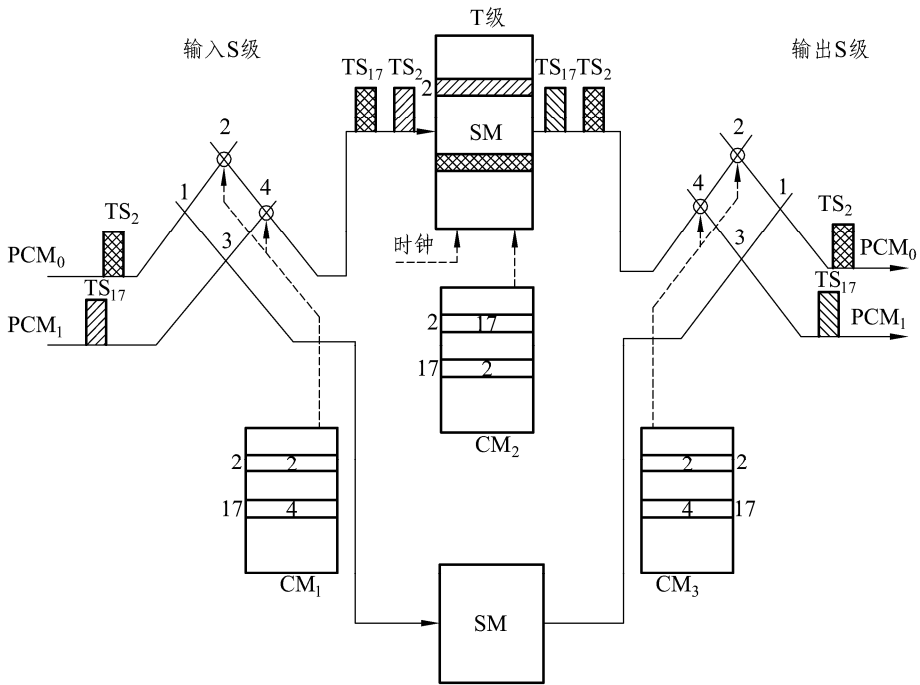 T级
输入S级
输出S级
TS17 TS2
TS17 TS2
2
SM
2
1
4
3
2
4
1
3
TS2
PCM0
TS17
PCM1
时钟
TS2
PCM0
TS17
PCM1
2 17
17 2
CM2
2 2
17 4
CM1
2 2
4 17
CM3
SM